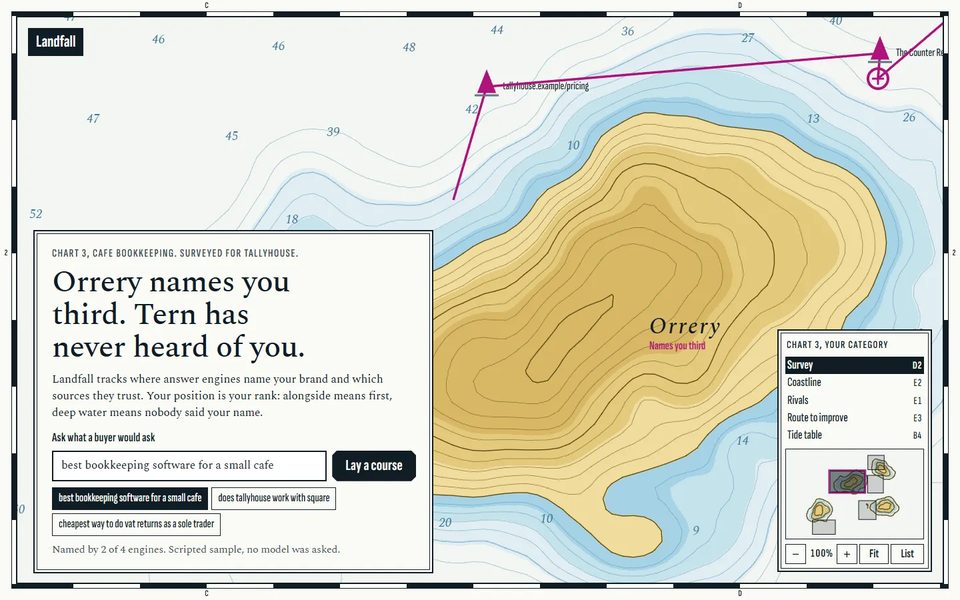 C
D
Landfall
46
46
48
44
36
27
40
The Counter Re
tallyhouse.example/pricing
42
47
45
39
10
13
26
52
18
2
2
CHART 3, CAFE BOOKKEEPING. SURVEYED FOR TALLYHOUSE.
Orrery names you
third. Tern has
never heard of you.
Landfall tracks where answer engines name your brand and which
sources they trust. Your position is your rank: alongside means first,
deep water means nobody said your name.
Ask what a buyer would ask
best bookkeeping software for a small cafe
Lay a course
best bookkeeping software for a small cafe
does tallyhouse work with square
cheapest way to do vat returns as a sole trader
Named by 2 of 4 engines. Scripted sample, no model was asked.
Orrery
Names you third
14
20
10
9
CHART 3, YOUR CATEGORY
Survey D2
Coastline E2
Rivals E1
Route to improve E3
Tide table B4
− 100% + Fit List
C
D